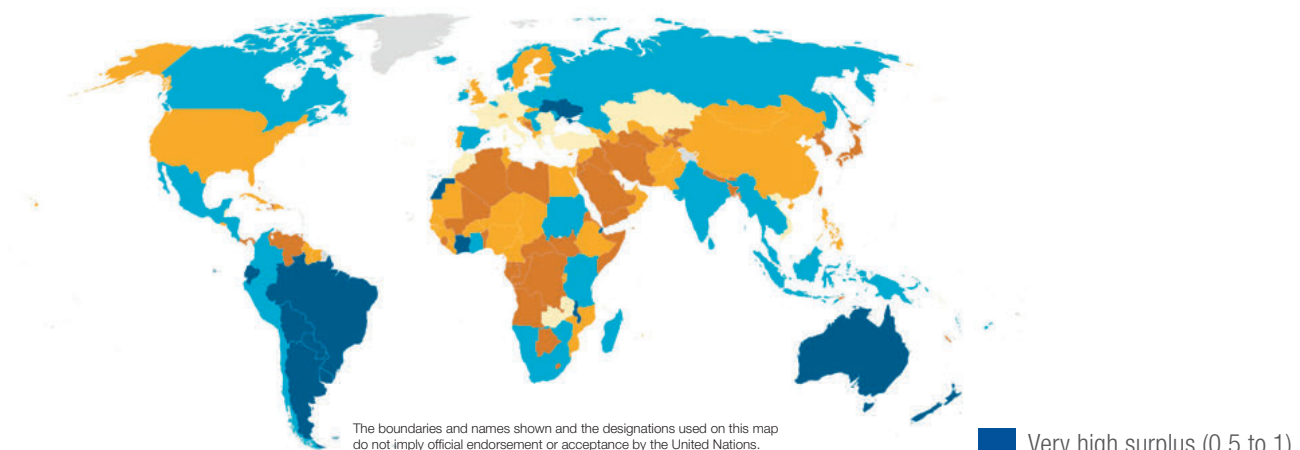 The boundaries and names shown and the designations used on this map
do not imply official endorsement or acceptance by the United Nations.
Very high surplus (0.5 to 1)